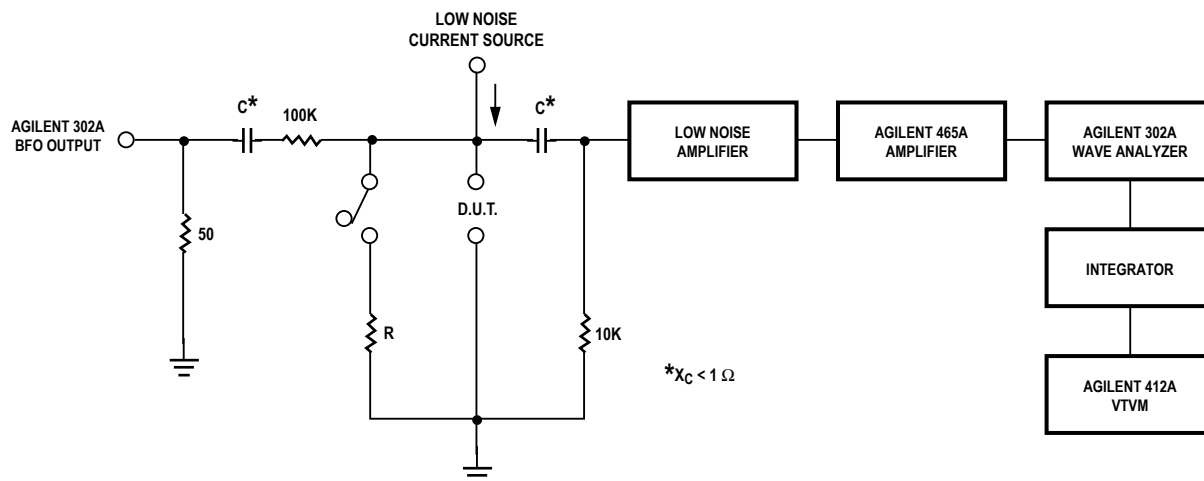 LOW NOISE
CURRENT SOURCE
AGILENT 302A
BFO OUTPUT
C*
100K
C*
LOW NOISE
AMPLIFIER
AGILENT 465A
AMPLIFIER
AGILENT 302A
WAVE ANALYZER
50
D.U.T.
INTEGRATOR
R
10K
*XC < 1 Ω
AGILENT 412A
VTVM